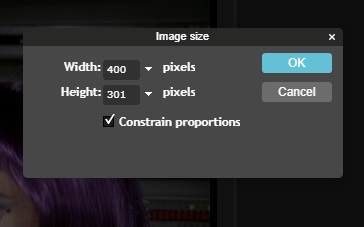 Image size
Width: 400 pixels
OK
Height: 301 pixels
Cancel
Constrain proportions